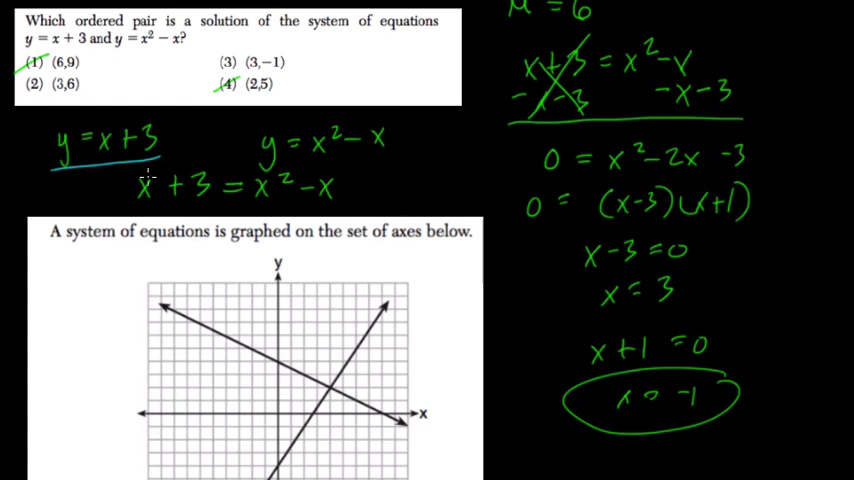 Which ordered pair is a solution of the system of equations
y = x + 3 and y = x² − x?
(1) (6,9) (3) (3,−1)
(2) (3,6) (4) (2,5)
y = x + 3 y = x² − x
x + 3 = x² − x
A system of equations is graphed on the set of axes below.
y
x
= 6
x + 3 = x² − x
− x − 3 − x − 3
0 = x² − 2x − 3
0 = (x−3)(x+1)
x − 3 = 0
x = 3
x + 1 = 0
x = −1